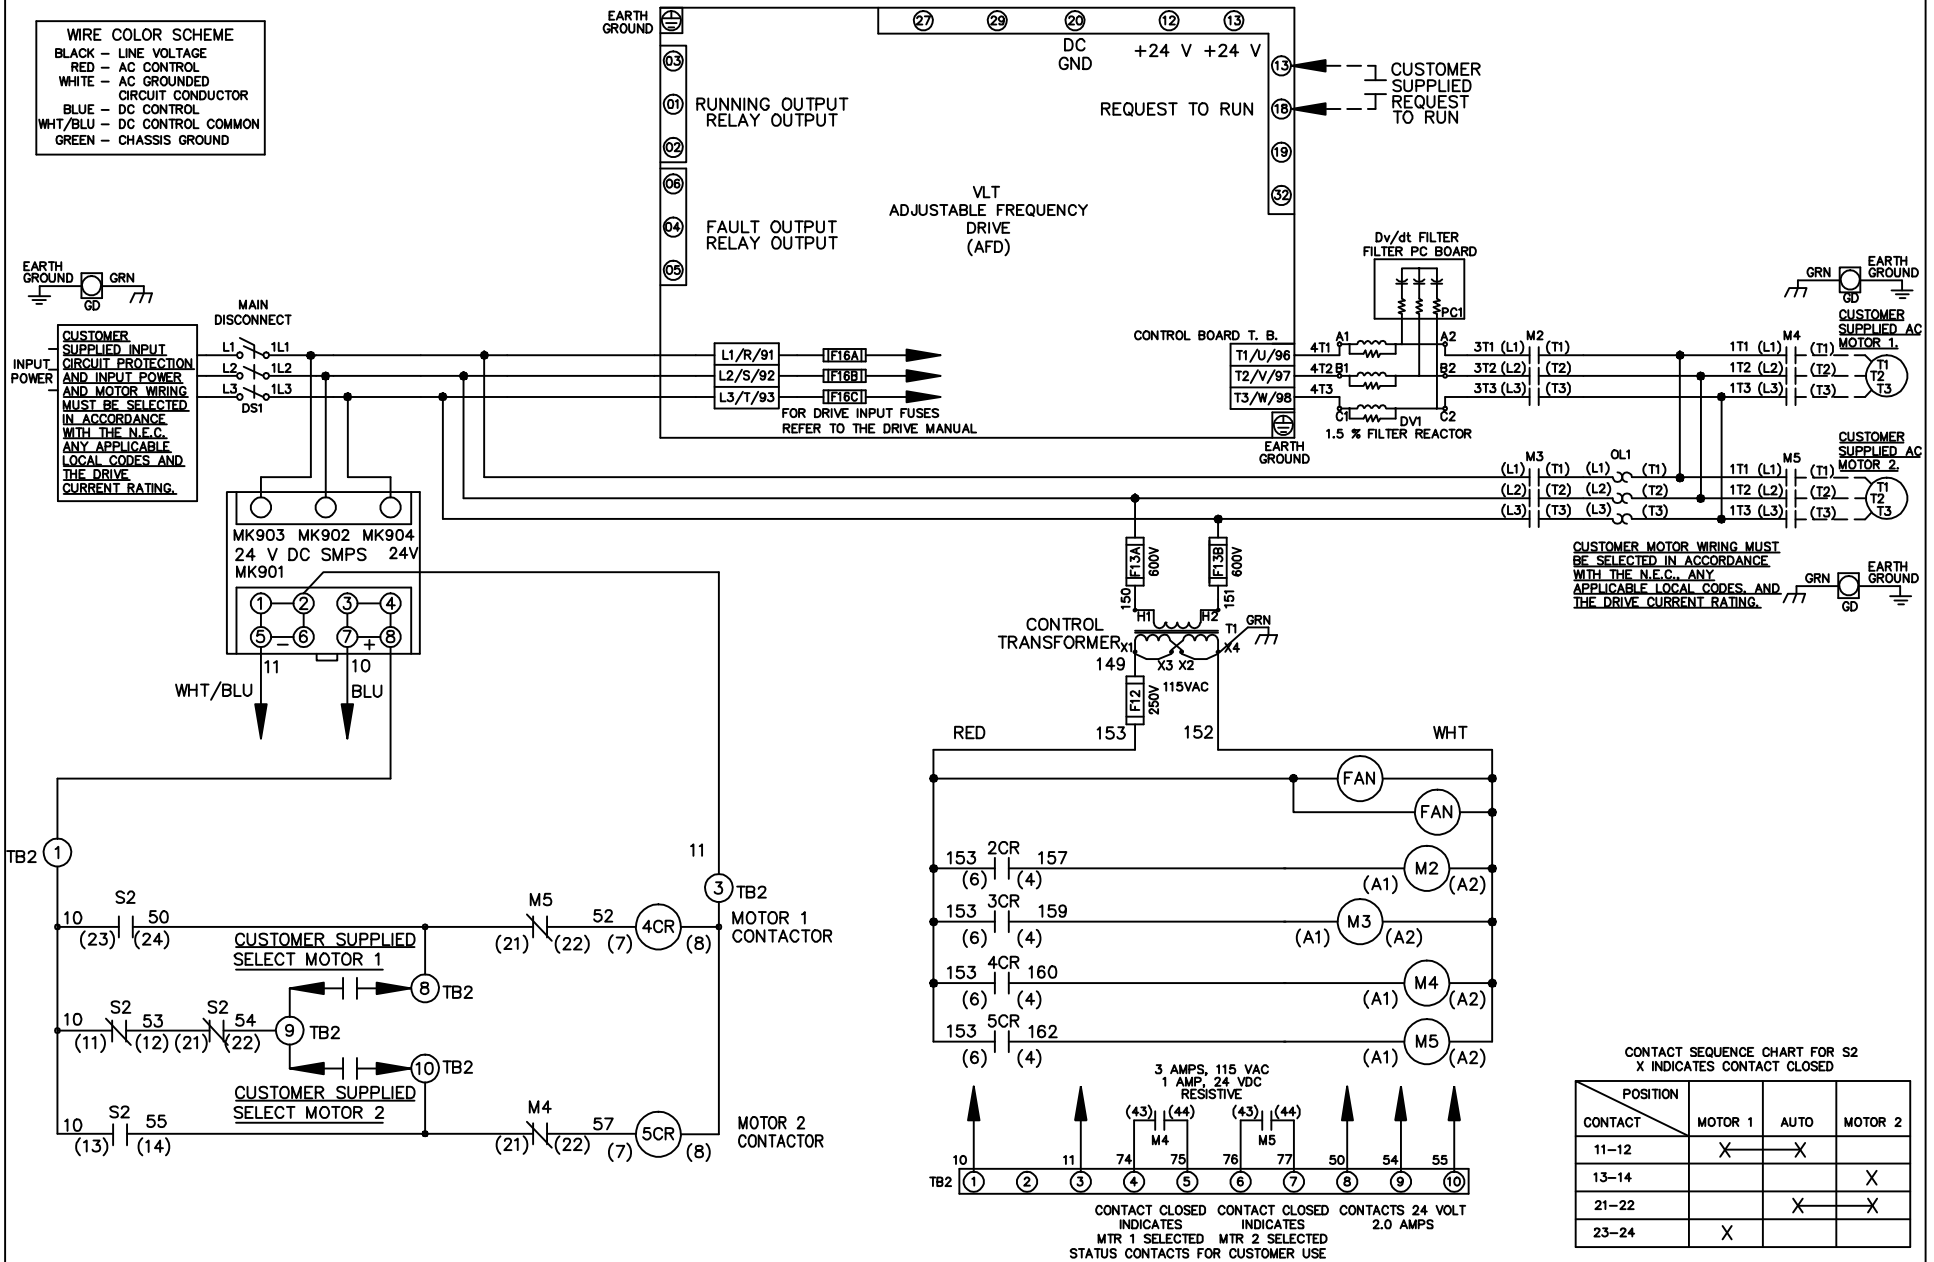 WIRE COLOR SCHEME
BLACK – LINE VOLTAGE
RED – AC CONTROL
WHITE – AC GROUNDED
CIRCUIT CONDUCTOR
BLUE – DC CONTROL
WHT/BLU – DC CONTROL COMMON
GREEN – CHASSIS GROUND
EARTH
GROUND
27 29 20 12 13
DC
GND
+24 V +24 V
03
01
02
RUNNING OUTPUT
RELAY OUTPUT
06
04
05
FAULT OUTPUT
RELAY OUTPUT
VLT
ADJUSTABLE FREQUENCY
DRIVE
(AFD)
REQUEST TO RUN
13
18
19
32
CUSTOMER
SUPPLIED
REQUEST
TO RUN
EARTH
GROUND
GRN
GD
INPUT
POWER
CUSTOMER
SUPPLIED INPUT
CIRCUIT PROTECTION
AND INPUT POWER
AND MOTOR WIRING
MUST BE SELECTED
IN ACCORDANCE
WITH THE N.E.C.
ANY APPLICABLE
LOCAL CODES AND
THE DRIVE
CURRENT RATING.
MAIN
DISCONNECT
L1 1L1
L2 1L2
L3 1L3
DS1
L1/R/91
L2/S/92
L3/T/93
F16A
F16B
F16C
FOR DRIVE INPUT FUSES
REFER TO THE DRIVE MANUAL
CONTROL BOARD T. B.
T1/U/96
T2/V/97
T3/W/98
EARTH
GROUND
4T1
4T2
4T3
Dv/dt FILTER
FILTER PC BOARD
PC1
A1 A2
B1 B2
C1 C2
DV1
1.5 % FILTER REACTOR
M2
3T1 (L1) (T1)
3T2 (L2) (T2)
3T3 (L3) (T3)
M4
1T1 (L1) (T1)
1T2 (L2) (T2)
1T3 (L3) (T3)
GRN
GD
EARTH
GROUND
CUSTOMER
SUPPLIED AC
MOTOR 1.
T1
T2
T3
M3
(L1) (T1)
(L2) (T2)
(L3) (T3)
OL1
(L1) (T1)
(L2) (T2)
(L3) (T3)
M5
1T1 (L1) (T1)
1T2 (L2) (T2)
1T3 (L3) (T3)
CUSTOMER
SUPPLIED AC
MOTOR 2.
T1
T2
T3
CUSTOMER MOTOR WIRING MUST
BE SELECTED IN ACCORDANCE
WITH THE N.E.C., ANY
APPLICABLE LOCAL CODES, AND
THE DRIVE CURRENT RATING.
GRN
GD
EARTH
GROUND
MK903 MK902 MK904
24 V DC SMPS 24V
MK901
1 2 3 4
5 – 6 7 + 8
11
10
WHT/BLU
BLU
F13A
600V
F13B
600V
150
151
H1 H2
CONTROL
TRANSFORMER
T1
GRN
X1 X3 X2 X4
149
115VAC
F12
250V
153
152
RED
WHT
FAN
FAN
153 2CR 157
(6) (4)
M2
(A1) (A2)
153 3CR 159
(6) (4)
M3
(A1) (A2)
153 4CR 160
(6) (4)
M4
(A1) (A2)
153 5CR 162
(6) (4)
M5
(A1) (A2)
TB2 1
11
3 TB2
S2
10 50
(23) (24)
M5
(21) (22)
52
(7) 4CR (8)
MOTOR 1
CONTACTOR
CUSTOMER SUPPLIED
SELECT MOTOR 1
8 TB2
S2 S2
10 53 54
(11) (12) (21) (22)
9 TB2
10 TB2
CUSTOMER SUPPLIED
SELECT MOTOR 2
S2
10 55
(13) (14)
M4
(21) (22)
57
(7) 5CR (8)
MOTOR 2
CONTACTOR
3 AMPS, 115 VAC
1 AMP, 24 VDC
RESISTIVE
(43) (44)
M4
(43) (44)
M5
10 11 74 75 76 77 50 54 55
TB2 1 2 3 4 5 6 7 8 9 10
CONTACT CLOSED
INDICATES
MTR 1 SELECTED
CONTACT CLOSED
INDICATES
MTR 2 SELECTED
CONTACTS 24 VOLT
2.0 AMPS
STATUS CONTACTS FOR CUSTOMER USE
CONTACT SEQUENCE CHART FOR S2
X INDICATES CONTACT CLOSED
POSITION
CONTACT MOTOR 1 AUTO MOTOR 2
11–12 X X
13–14 X
21–22 X X
23–24 X